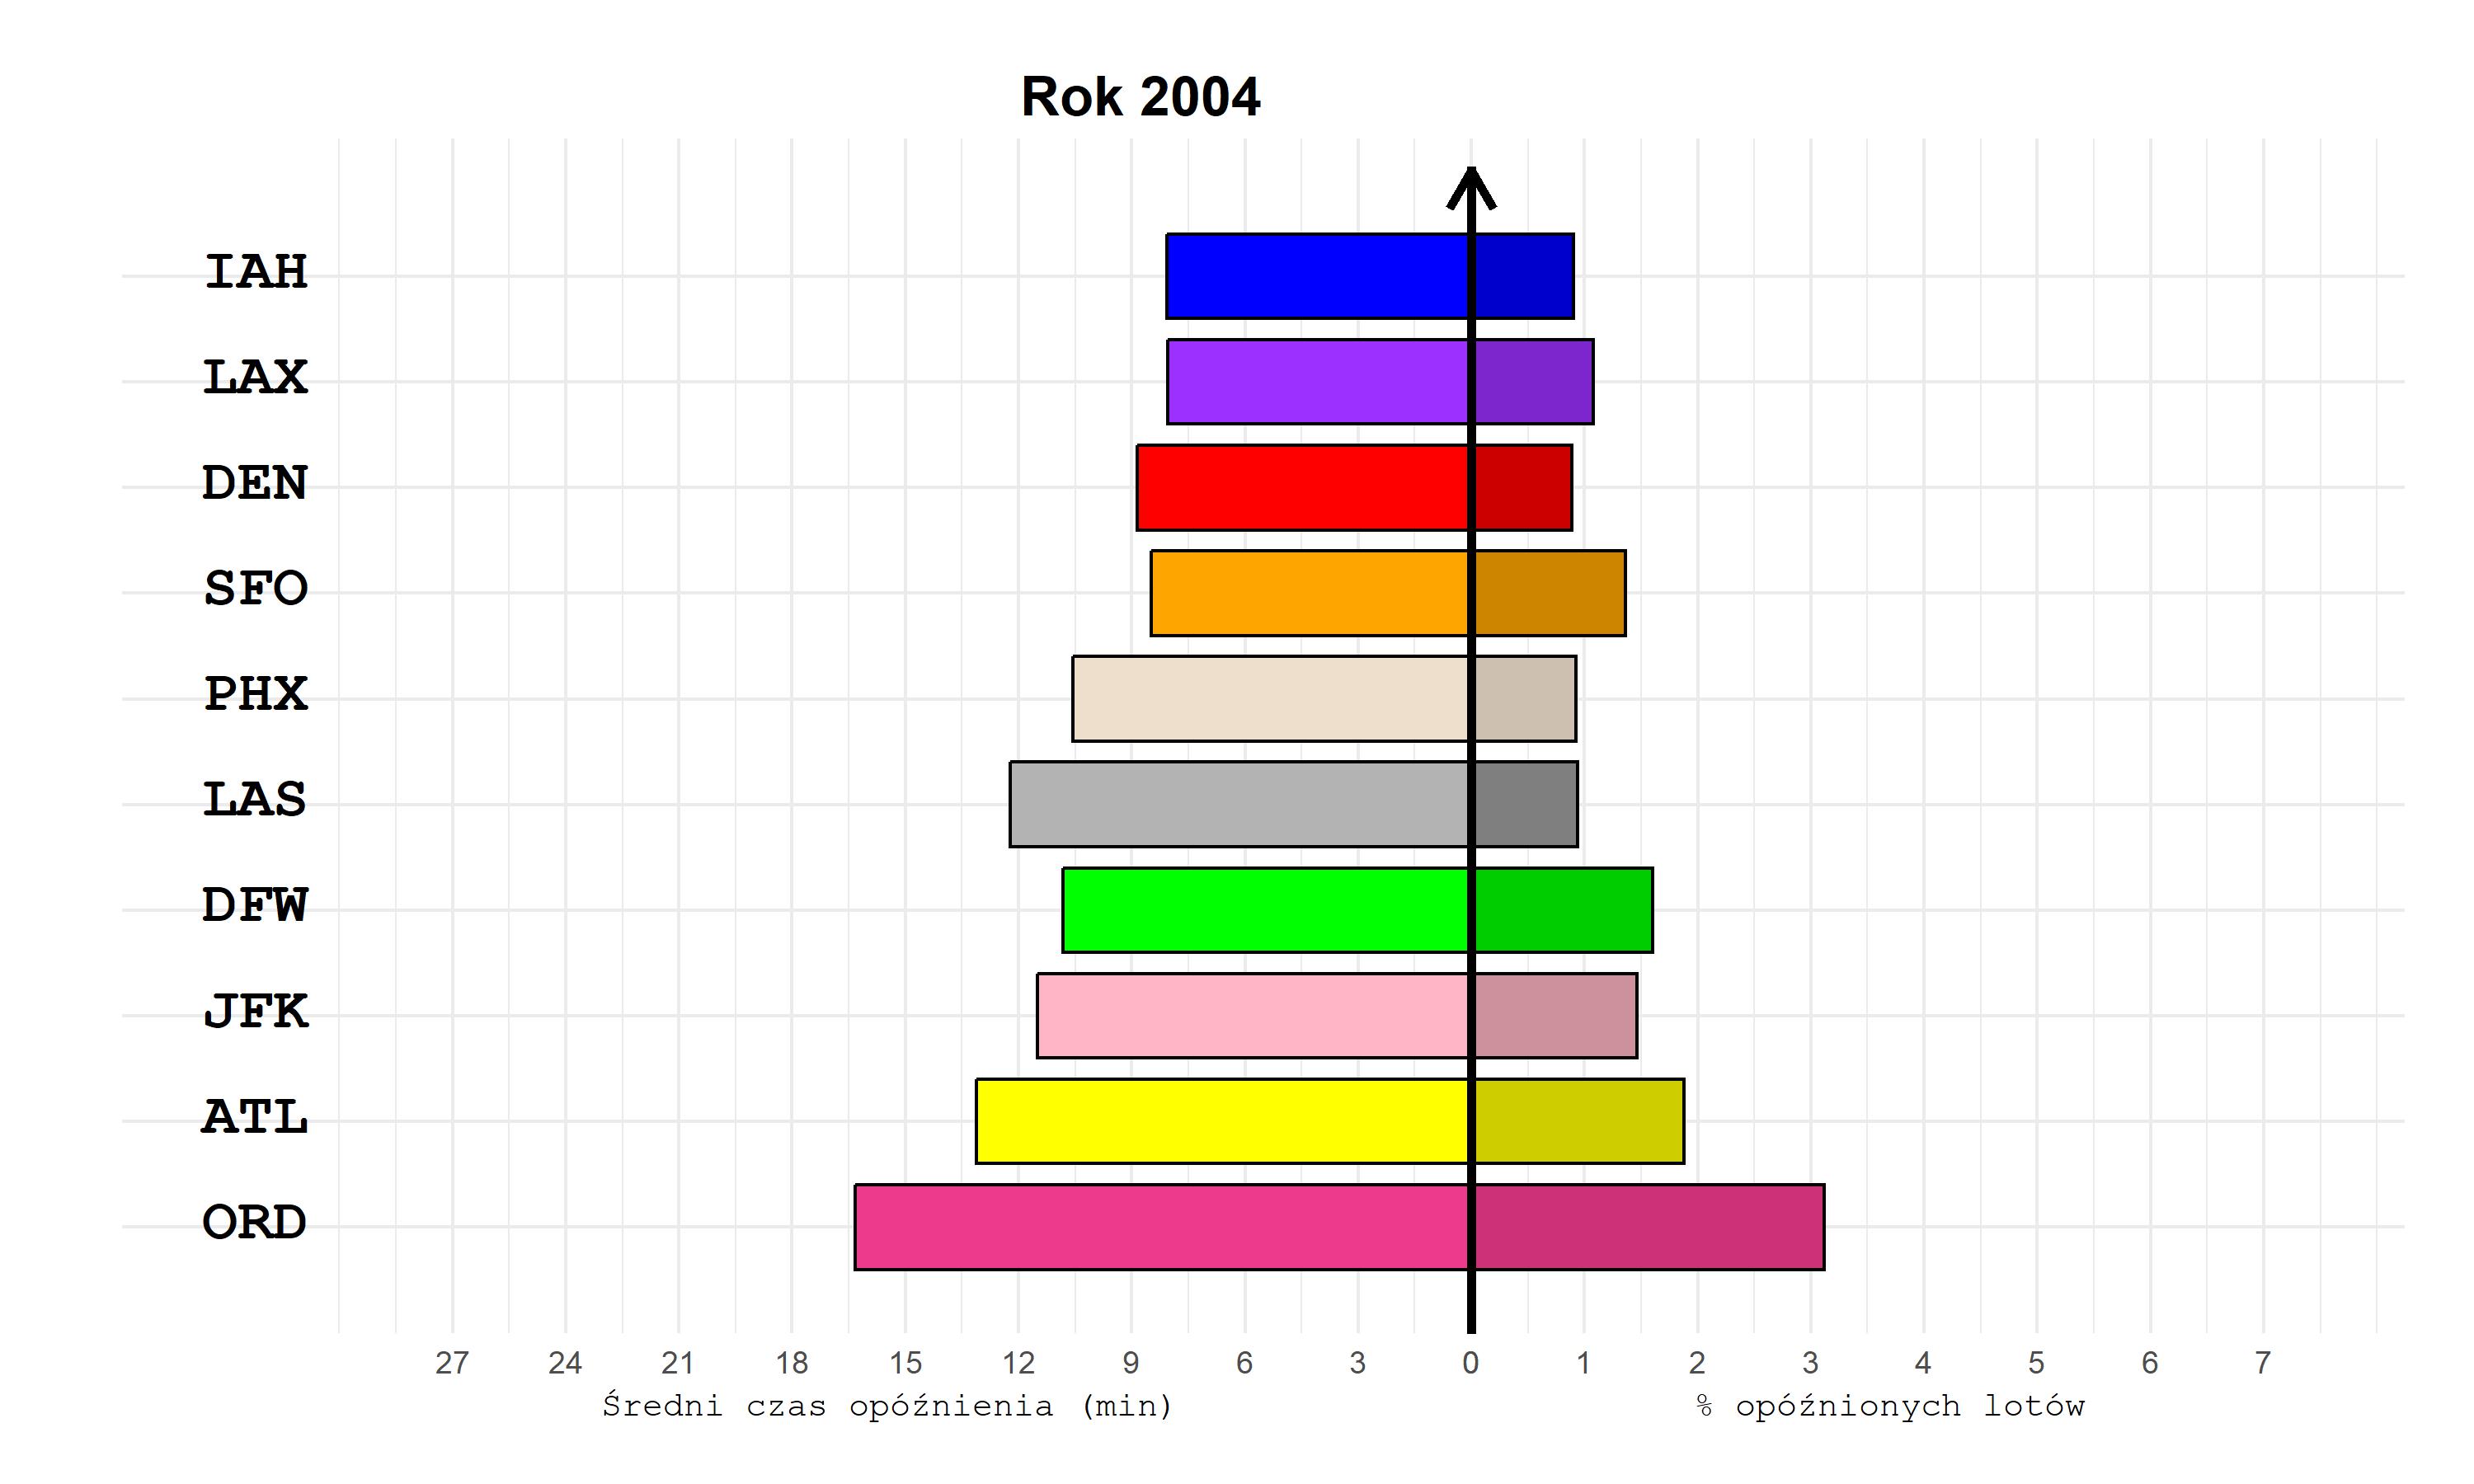 Rok 2004
IAH
LAX
DEN
SFO
PHX
LAS
DFW
JFK
ATL
ORD
27 24 21 18 15 12 9 6 3 0 1 2 3 4 5 6 7
Średni czas opóźnienia (min) % opóźnionych lotów